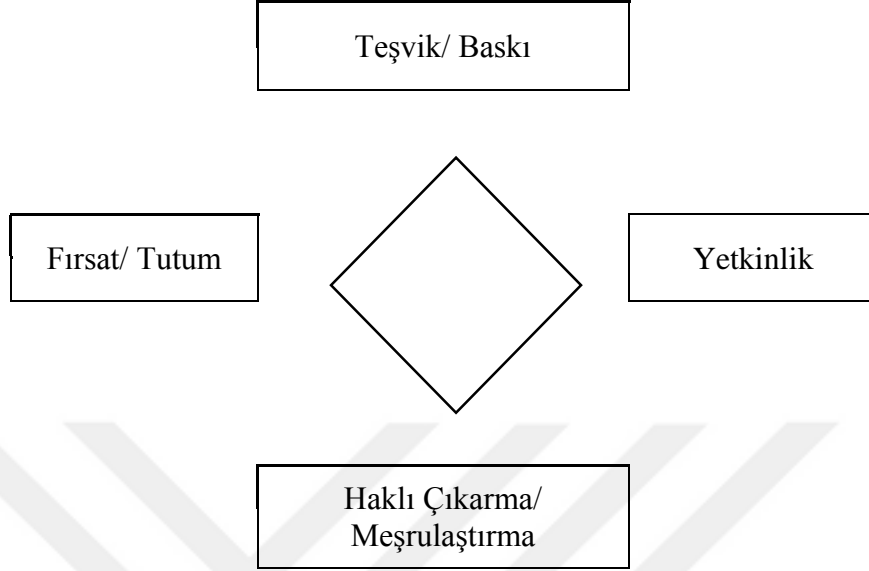 Teşvik/ Baskı
Fırsat/ Tutum
Yetkinlik
Haklı Çıkarma/
Meşrulaştırma